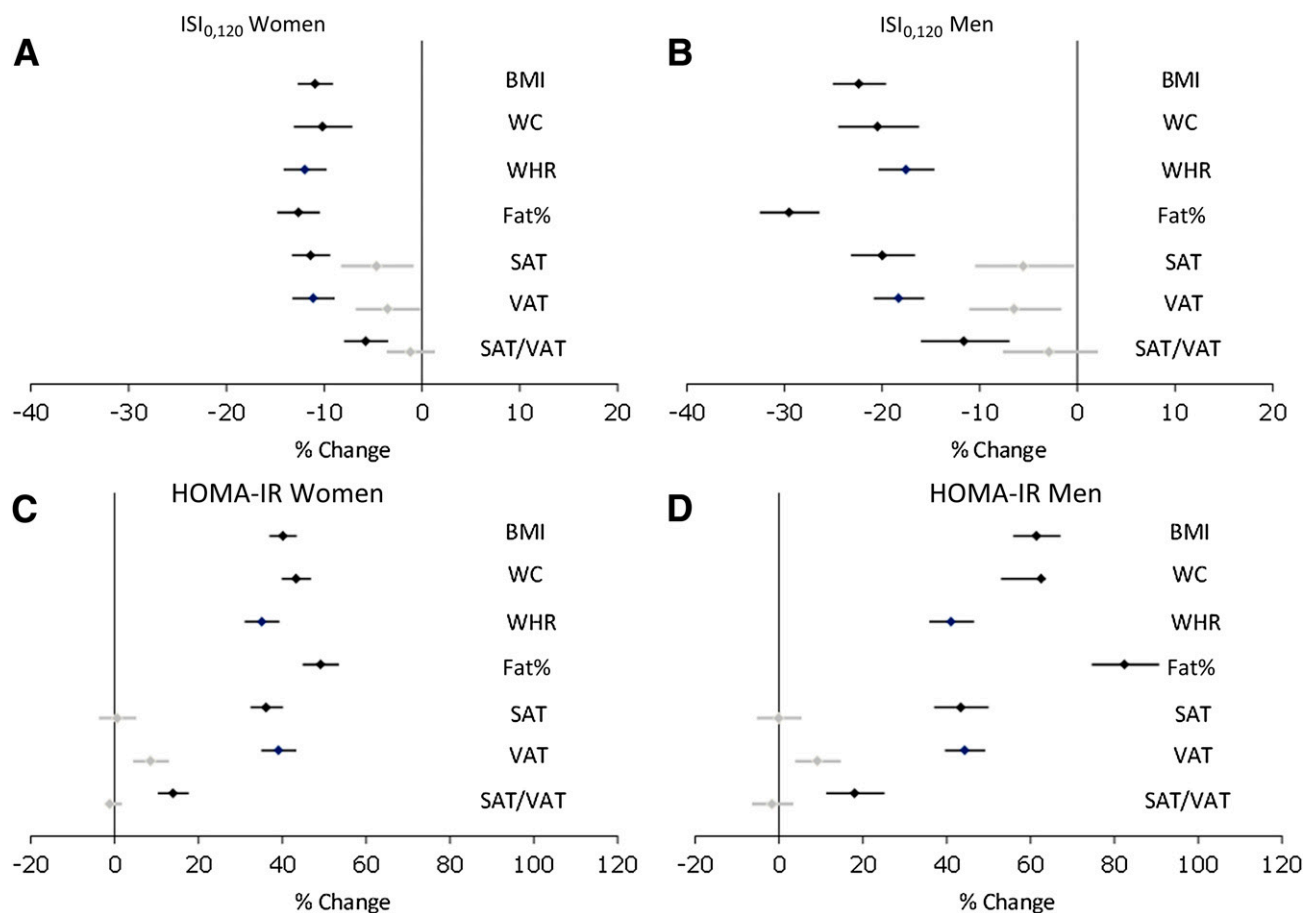 A
ISI0,120 Women
BMI
WC
WHR
Fat%
SAT
VAT
SAT/VAT
-40 -30 -20 -10 0 10 20
% Change
B
ISI0,120 Men
BMI
WC
WHR
Fat%
SAT
VAT
SAT/VAT
-40 -30 -20 -10 0 10 20
% Change
C
HOMA-IR Women
BMI
WC
WHR
Fat%
SAT
VAT
SAT/VAT
-20 0 20 40 60 80 100 120
% Change
D
HOMA-IR Men
BMI
WC
WHR
Fat%
SAT
VAT
SAT/VAT
-20 0 20 40 60 80 100 120
% Change